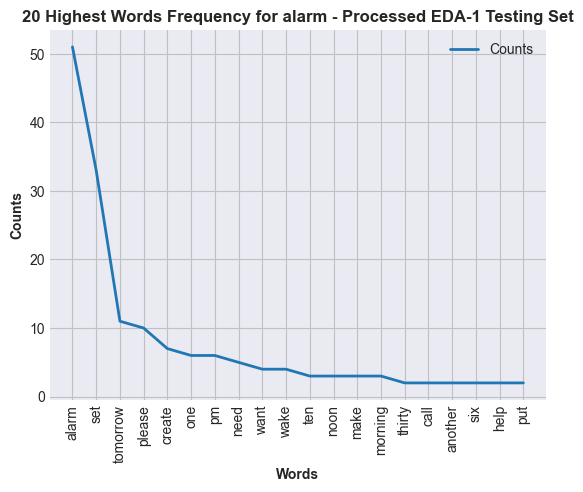 20 Highest Words Frequency for alarm - Processed EDA-1 Testing Set
Counts
50
40
30
20
10
0
Counts
alarm
set
tomorrow
please
create
one
pm
need
want
wake
ten
noon
make
morning
thirty
call
another
six
help
put
Words